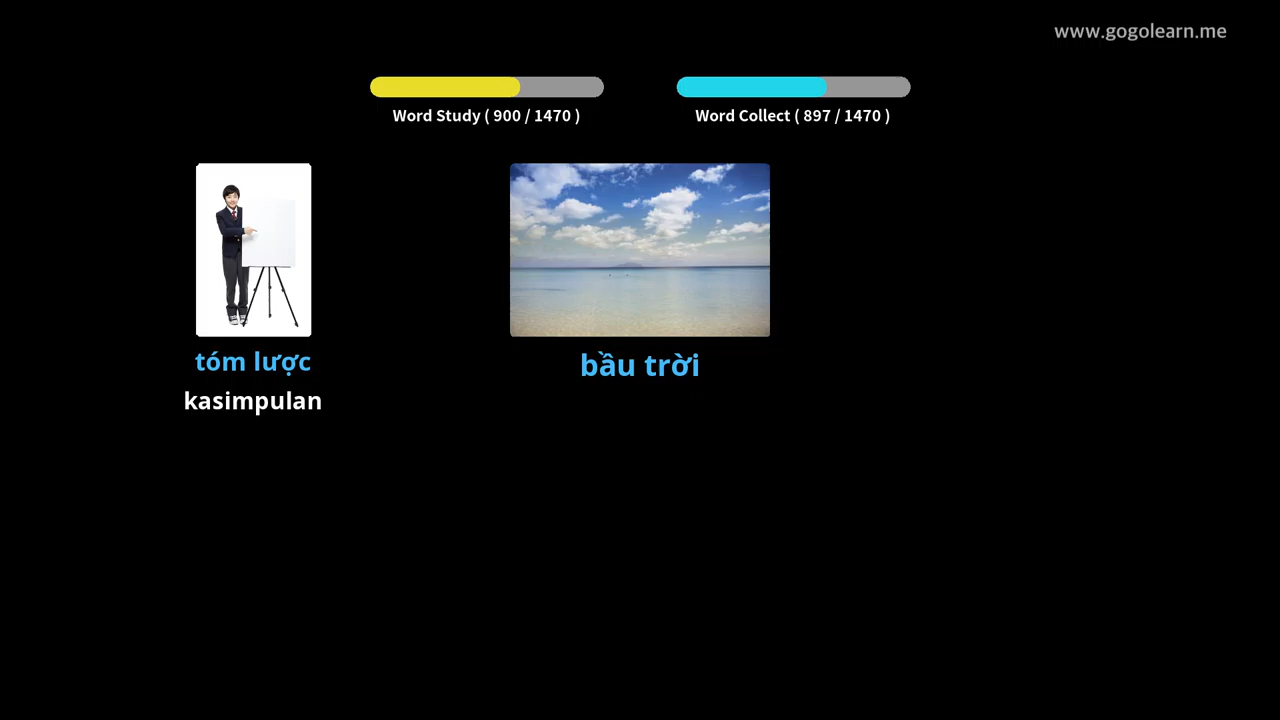 www.gogolearn.me
Word Study ( 900 / 1470 )
Word Collect ( 897 / 1470 )
tóm lược
kasimpulan
bầu trời